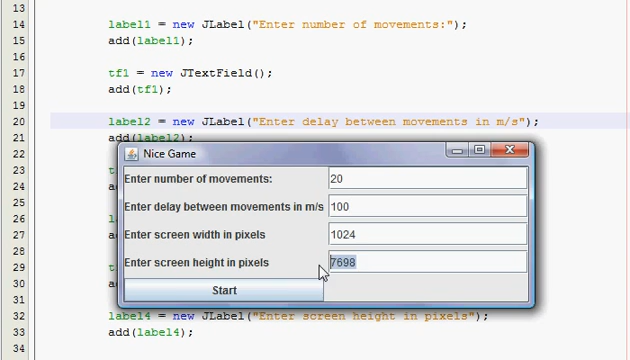 13
14 label1 = new JLabel("Enter number of movements:");
15 add(label1);
16
17 tf1 = new JTextField();
18 add(tf1);
19
20 label2 = new JLabel("Enter delay between movements in m/s");
21 add(label2);
22
Nice Game
23
Enter number of movements: 20
24
25
Enter delay between movements in m/s 100
26
27
Enter screen width in pixels 1024
28
Enter screen height in pixels 7698
29
30
Start
31
32 label4 = new JLabel("Enter screen height in pixels");
33 add(label4);
34